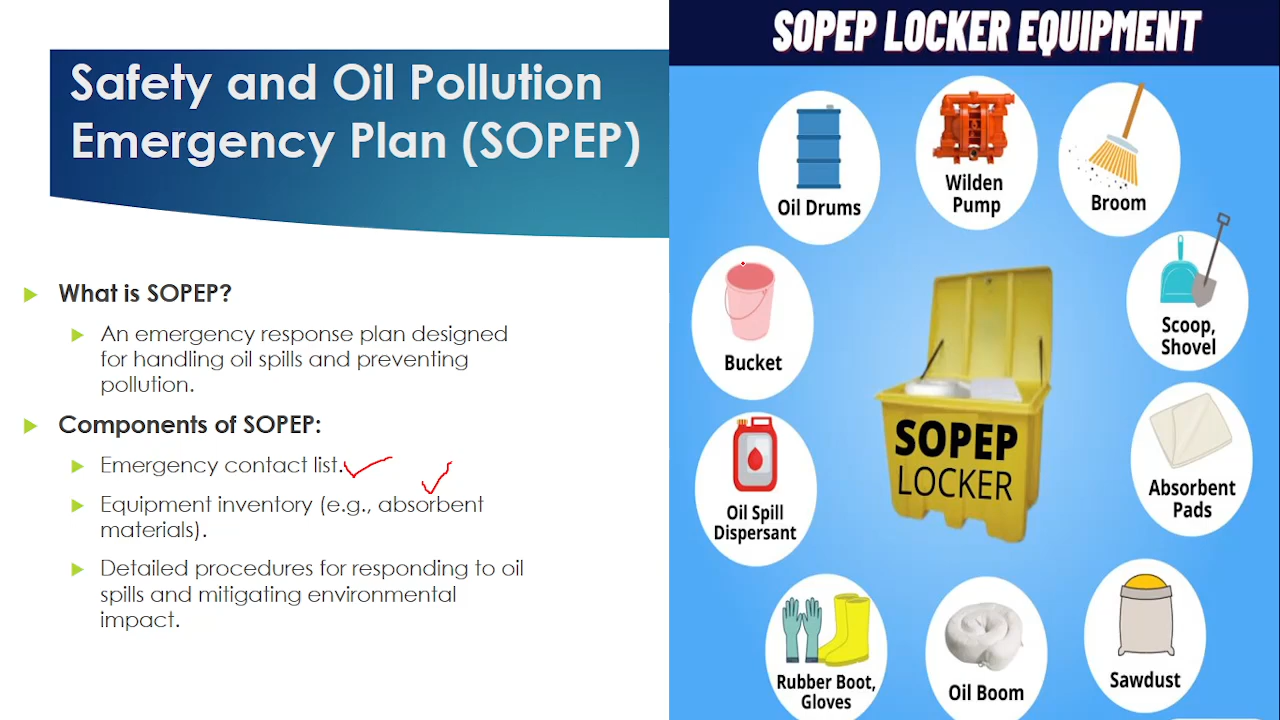 Safety and Oil Pollution
Emergency Plan (SOPEP)
What is SOPEP?
An emergency response plan designed
for handling oil spills and preventing
pollution.
Components of SOPEP:
Emergency contact list.
Equipment inventory (e.g., absorbent
materials).
Detailed procedures for responding to oil
spills and mitigating environmental
impact.
SOPEP LOCKER EQUIPMENT
Oil Drums
Wilden
Pump
Broom
Bucket
Scoop,
Shovel
SOPEP
LOCKER
Oil Spill
Dispersant
Absorbent
Pads
Rubber Boot,
Gloves
Oil Boom
Sawdust